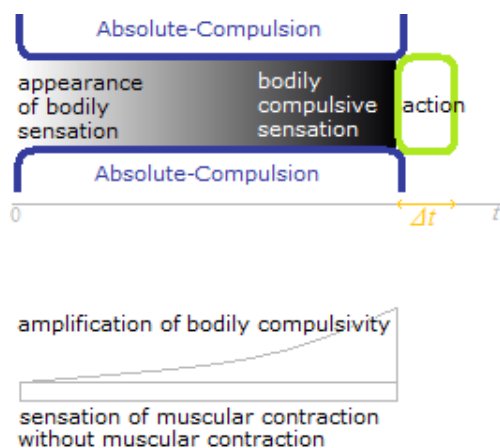 Absolute-Compulsion
appearance
of bodily
sensation
bodily
compulsive
sensation
action
Absolute-Compulsion
0
Δt
t
amplification of bodily compulsivity
sensation of muscular contraction
without muscular contraction